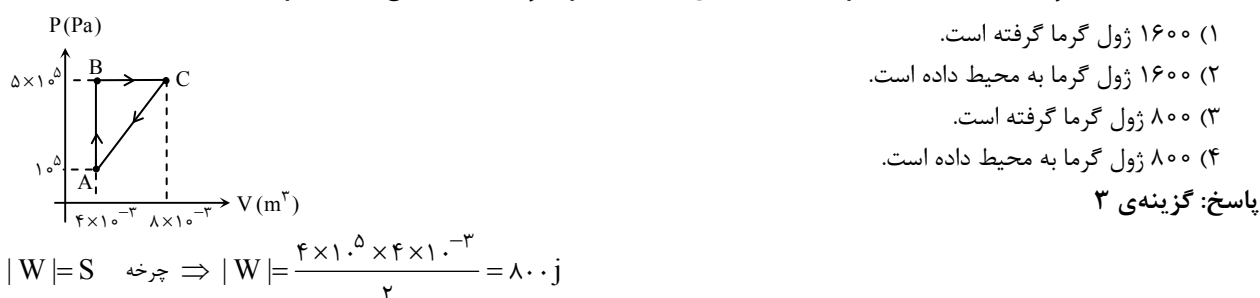 P(Pa)
۵×۱۰^۵
B
C
۱۰^۵
A
۴×۱۰^−۳
۸×۱۰^−۳
V(m^۳)
۱) ۱۶۰۰ ژول گرما گرفته است.
۲) ۱۶۰۰ ژول گرما به محیط داده است.
۳) ۸۰۰ ژول گرما گرفته است.
۴) ۸۰۰ ژول گرما به محیط داده است.
پاسخ: گزینه‌ی ۳
| W |= S چرخه ⇒ | W |= (۴×۱۰^۵ × ۴×۱۰^−۳) / ۲ = ۸۰۰ j